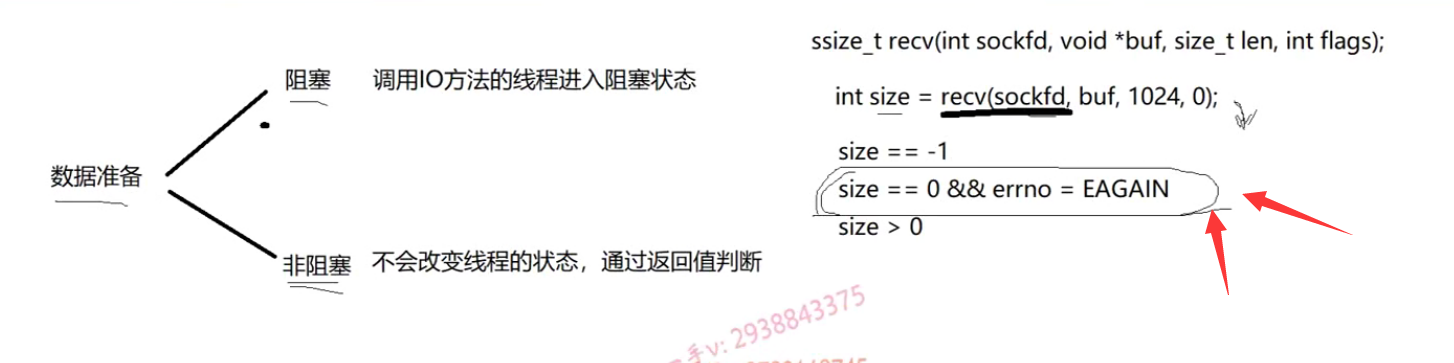 ssize_t recv(int sockfd, void *buf, size_t len, int flags);
阻塞 调用IO方法的线程进入阻塞状态
int size = recv(sockfd, buf, 1024, 0);
size == -1
数据准备
size == 0 && errno = EAGAIN
size > 0
非阻塞 不会改变线程的状态，通过返回值判断
手v: 2938843375